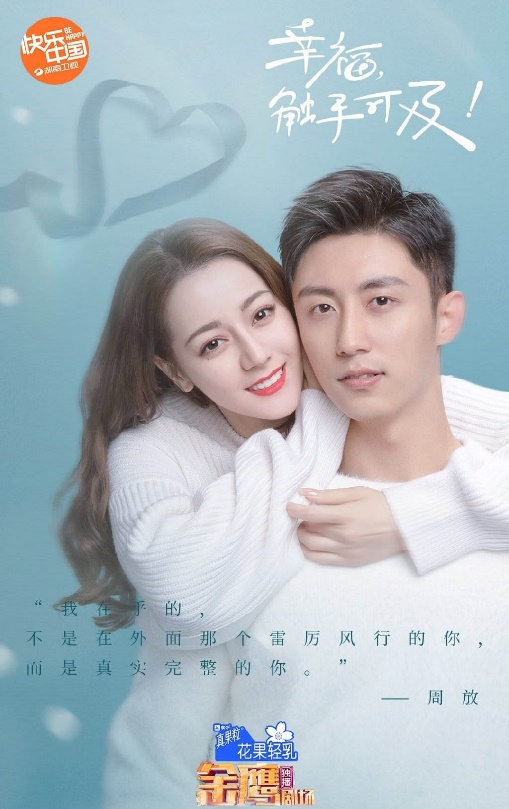 快乐
BE HAPPY
中国
湖南卫视
幸福,
触手可及!
“我在乎的,
不是在外面那个雷厉风行的你,
而是真实完整的你。”
——周放
真果粒
花果轻乳
金鹰
独播
剧场